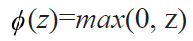 ϕ(z)=max(0, z)